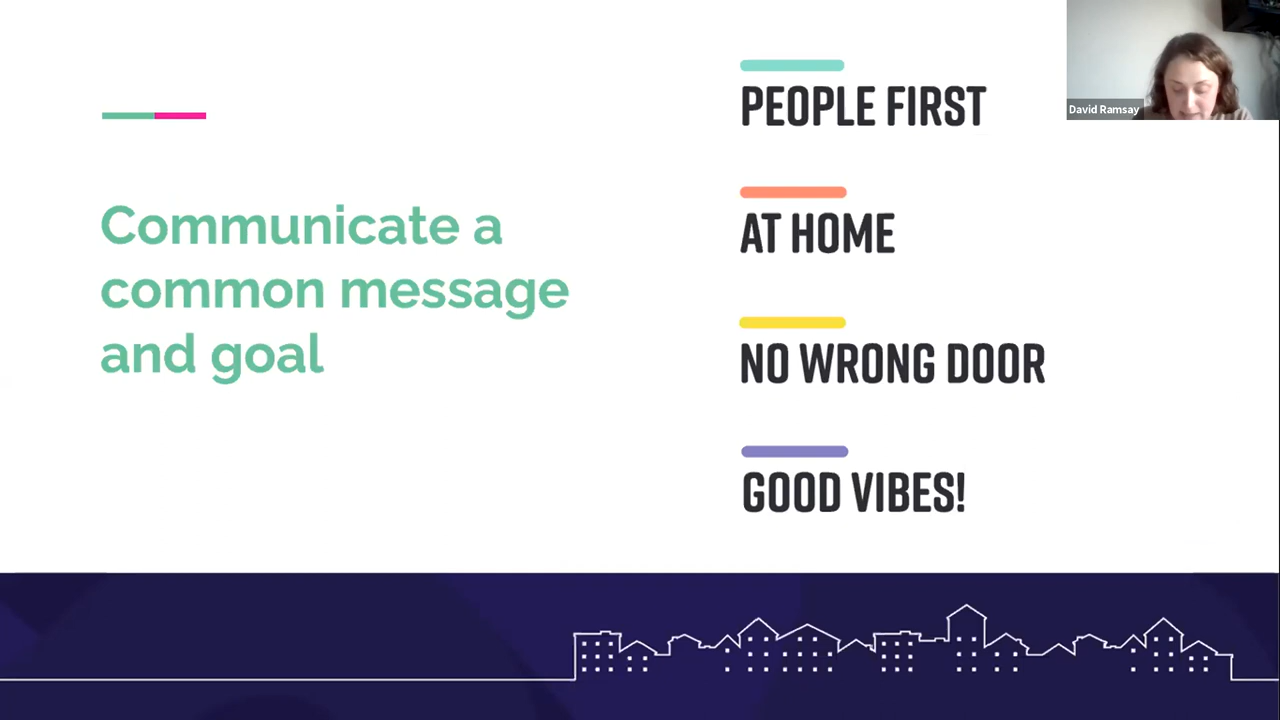 Communicate a
common message
and goal
PEOPLE FIRST
AT HOME
NO WRONG DOOR
GOOD VIBES!
David Ramsay